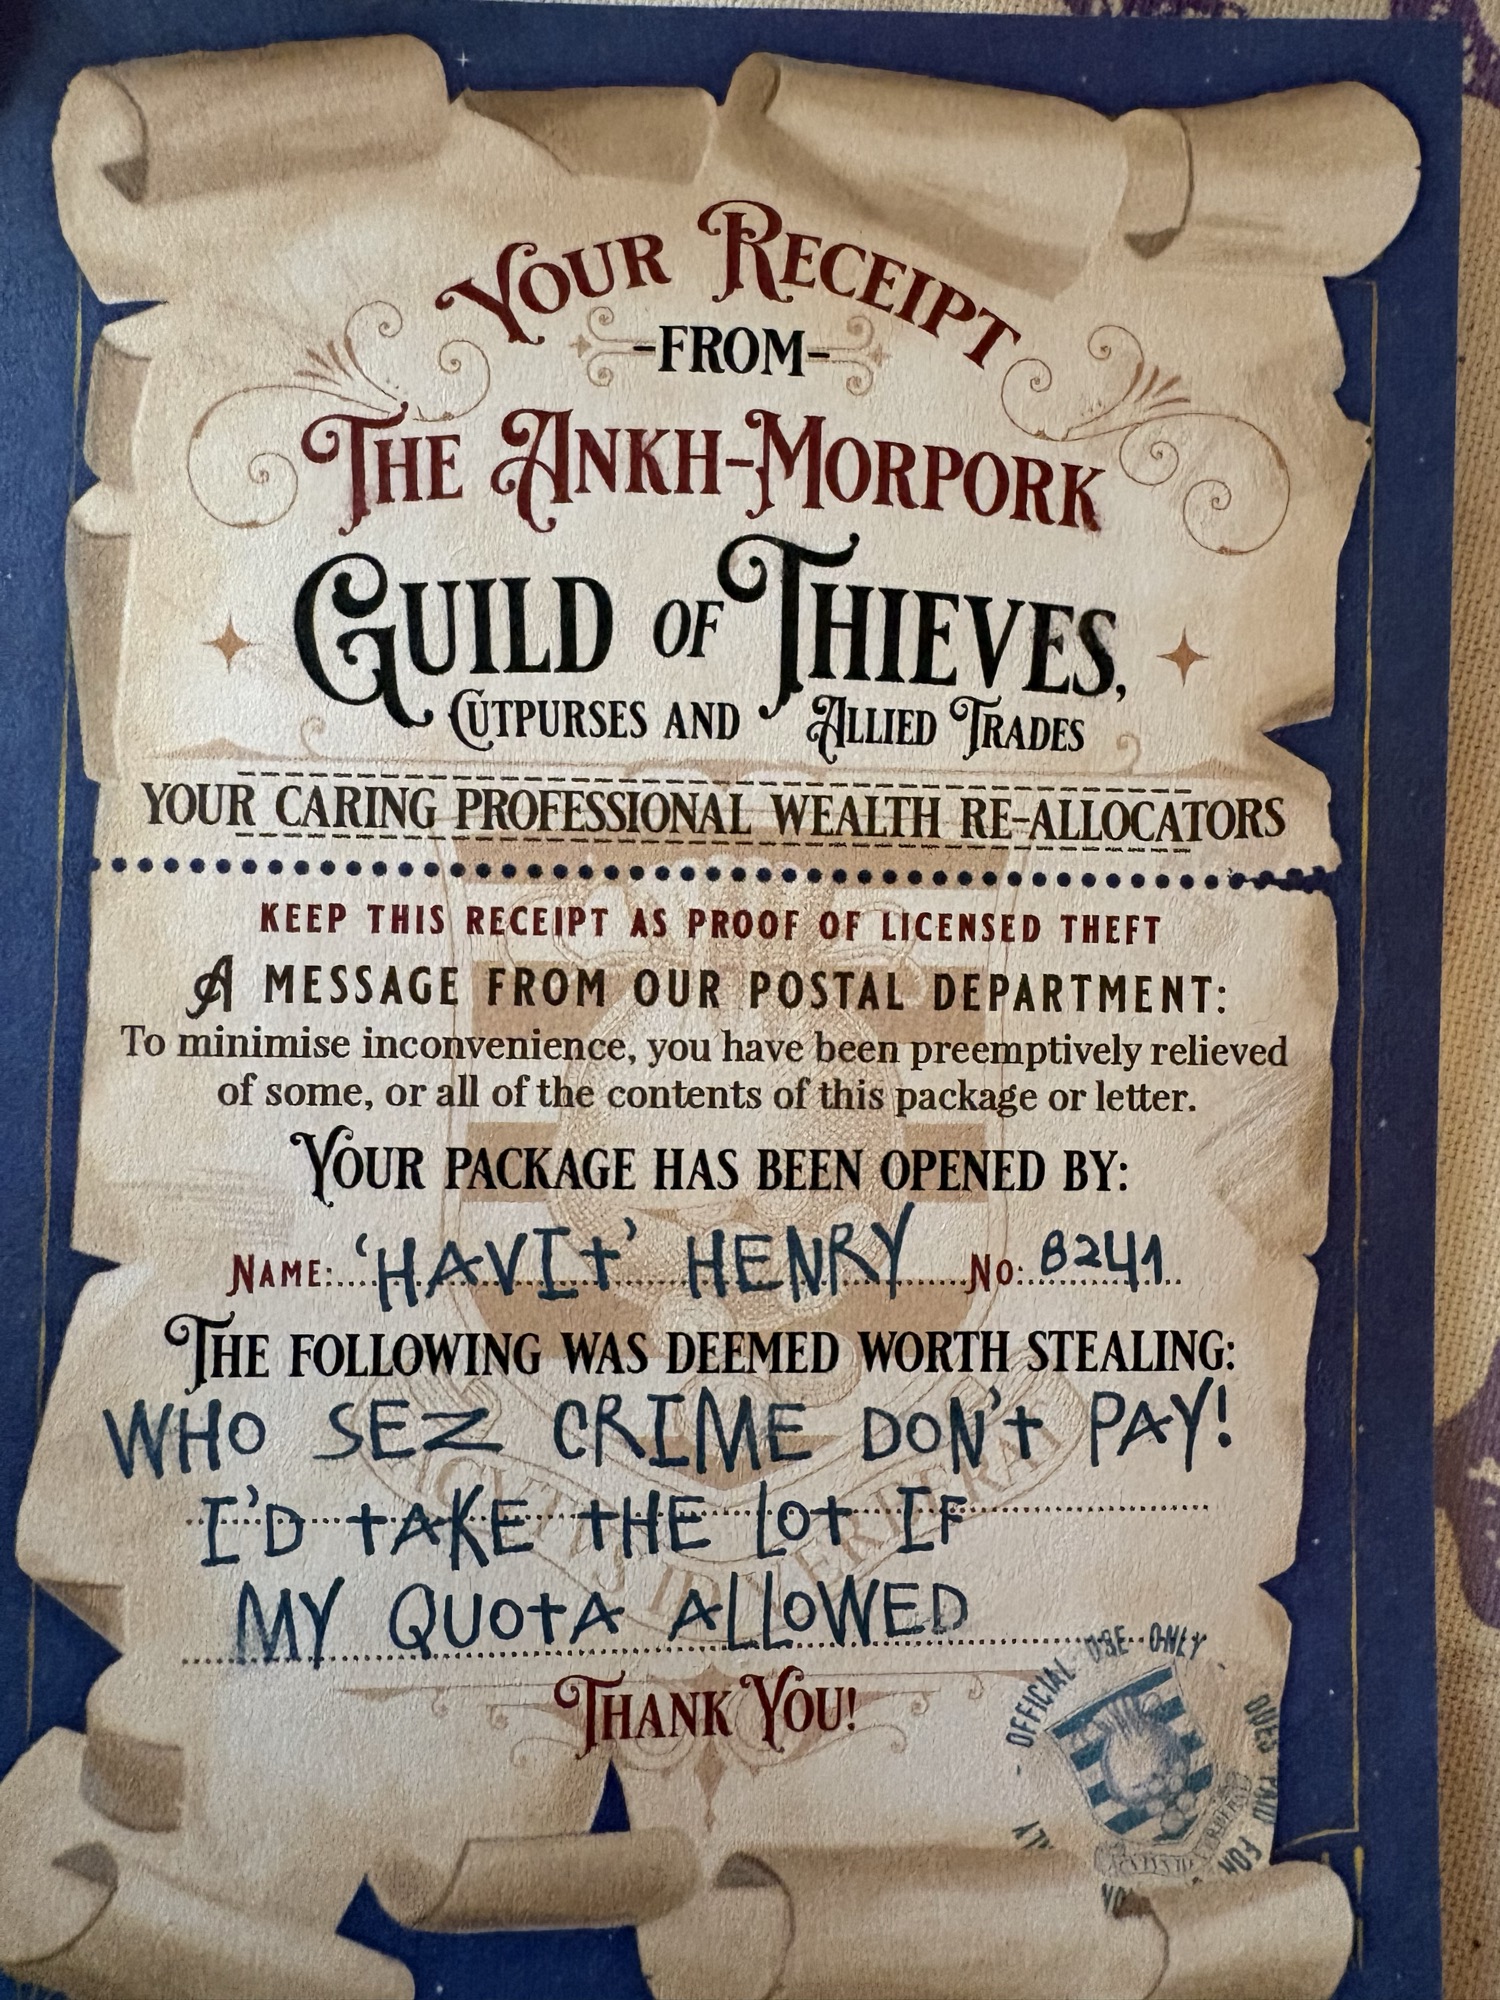 YOUR RECEIPT
-FROM-
THE ANKH-MORPORK
GUILD OF THIEVES,
CUTPURSES AND ALLIED TRADES
YOUR CARING PROFESSIONAL WEALTH RE-ALLOCATORS
KEEP THIS RECEIPT AS PROOF OF LICENSED THEFT
A MESSAGE FROM OUR POSTAL DEPARTMENT:
To minimise inconvenience, you have been preemptively relieved
of some, or all of the contents of this package or letter.
YOUR PACKAGE HAS BEEN OPENED BY:
NAME: 'HAVIt' HENRY NO: 8241
THE FOLLOWING WAS DEEMED WORTH STEALING:
WHO SEZ CRIME DON't PAY!
I'D tAKE tHE LOt IF
MY QUOtA ALLOWED
THANK YOU!
OFFICIAL USE ONLY
DUES PAID FOR